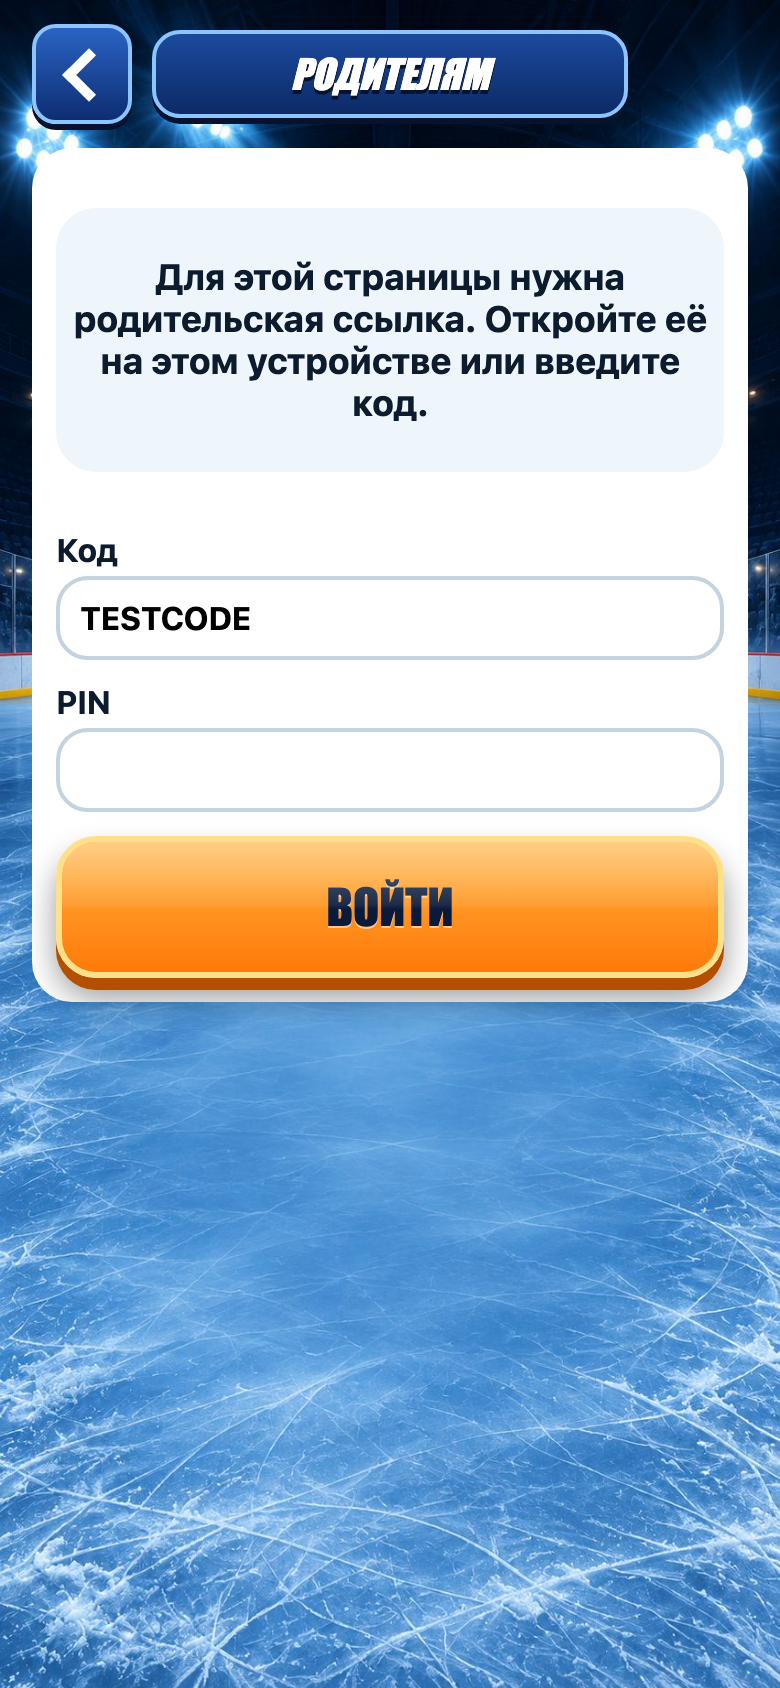 РОДИТЕЛЯМ
Для этой страницы нужна
родительская ссылка. Откройте её
на этом устройстве или введите
код.
Код
TESTCODE
PIN
ВОЙТИ